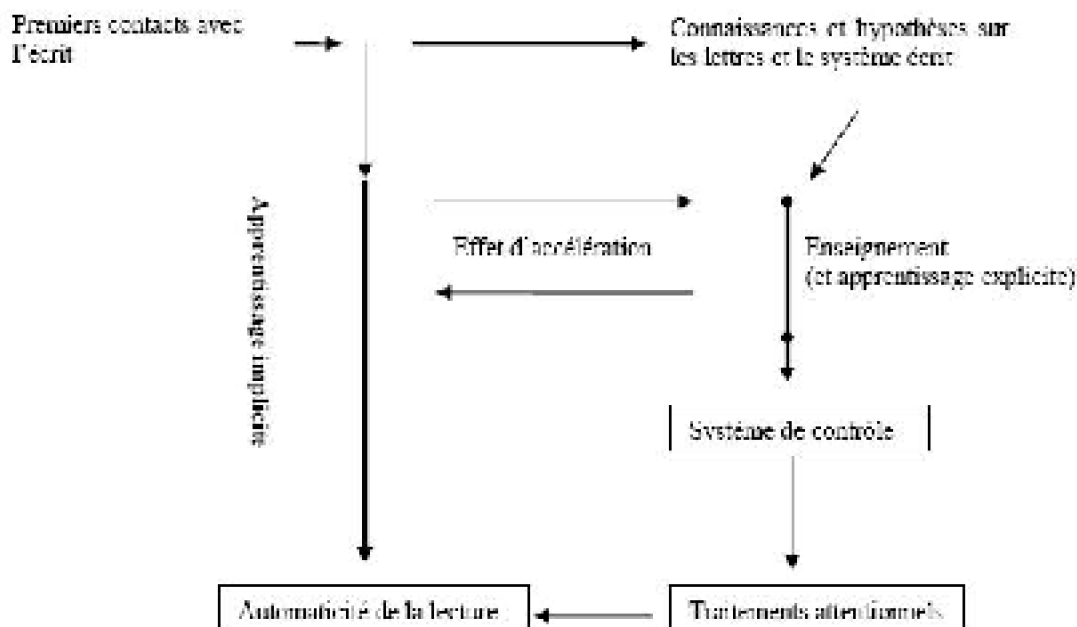 Premiers contacts avec
l'écrit
Connaissances et hypothèses sur
les lettres et le système écrit
Apprentissage implicite
Effet d'accélération
Enseignement
(et apprentissage explicite)
Système de contrôle
Automaticité de la lecture
Traitements attentionnels